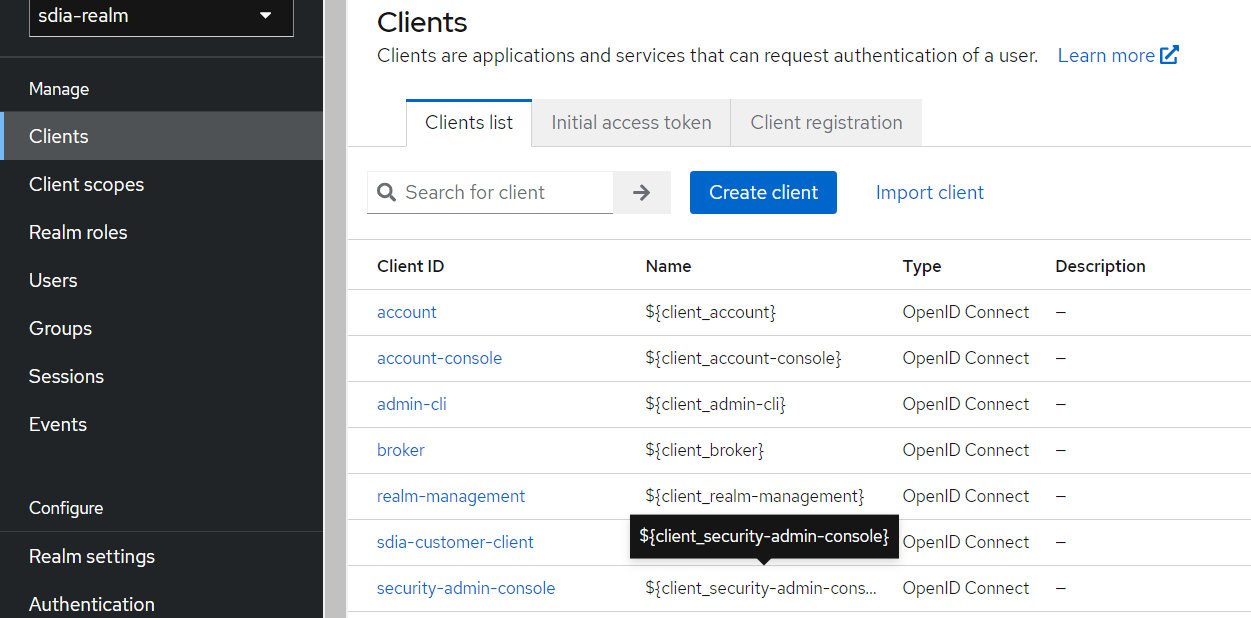 sdia-realm
Manage
Clients
Client scopes
Realm roles
Users
Groups
Sessions
Events
Configure
Realm settings
Authentication
Clients
Clients are applications and services that can request authentication of a user. Learn more
Clients list Initial access token Client registration
Search for client Create client Import client
Client ID Name Type Description
account ${client_account} OpenID Connect –
account-console ${client_account-console} OpenID Connect –
admin-cli ${client_admin-cli} OpenID Connect –
broker ${client_broker} OpenID Connect –
realm-management ${client_realm-management} OpenID Connect –
sdia-customer-client ${client_security-admin-console} OpenID Connect –
security-admin-console ${client_security-admin-cons... OpenID Connect –